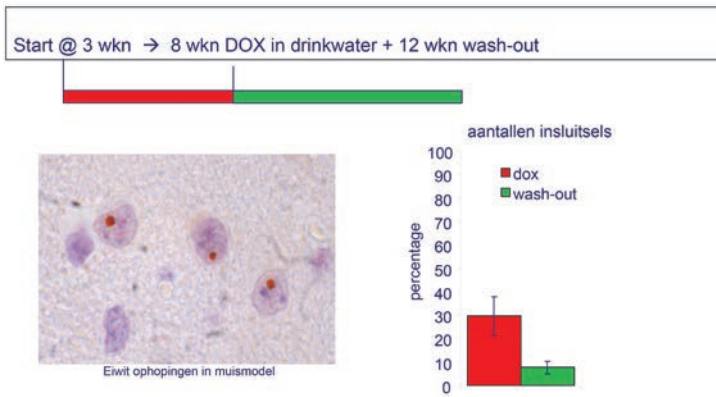 Start @ 3 wkn → 8 wkn DOX in drinkwater + 12 wkn wash-out
aantallen insluitsels
100
90
80
70
60
50
40
30
20
10
0
percentage
dox
wash-out
Eiwit ophopingen in muismodel